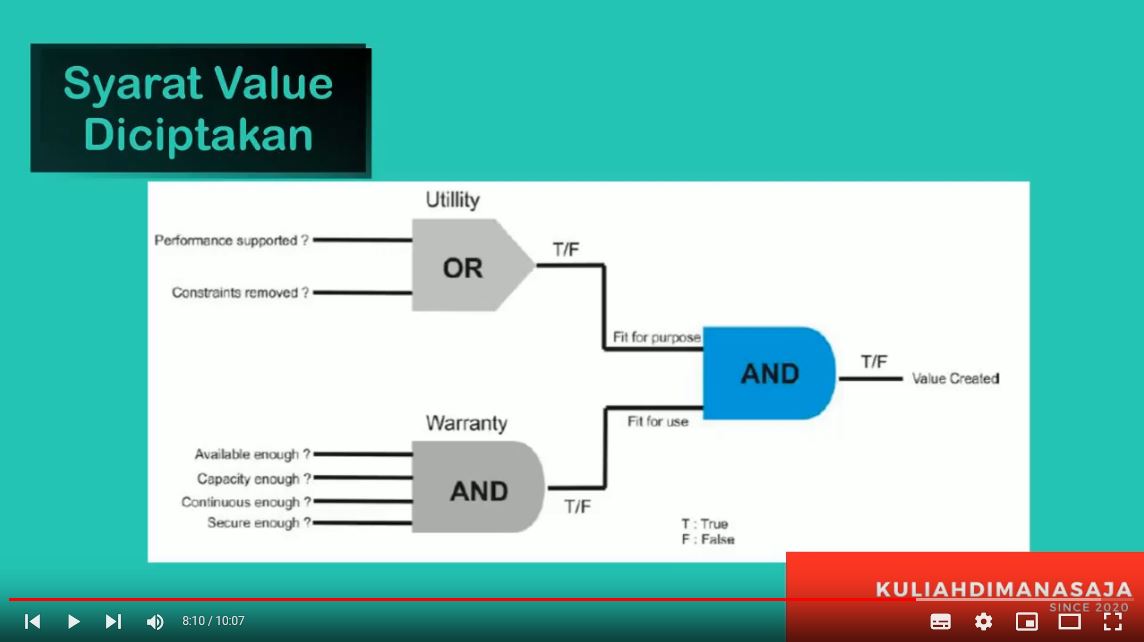 Syarat Value
Diciptakan
Utillity
Performance supported ?
Constraints removed ?
OR
T/F
Fit for purpose
AND
T/F
Value Created
Fit for use
Warranty
Available enough ?
Capacity enough ?
Continuous enough ?
Secure enough ?
AND
T/F
T : True
F : False
KULIAHDIMANASAJA
SINCE 2020
8:10 / 10:07